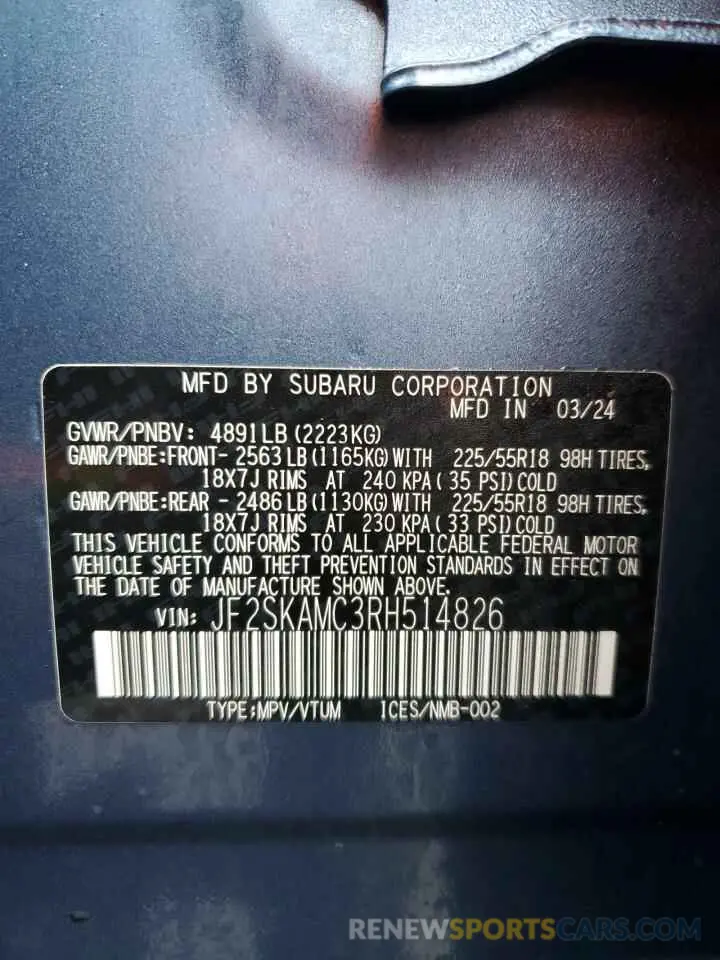 MFD BY SUBARU CORPORATION
MFD IN 03/24
GVWR/PNBV: 4891LB (2223KG)
GAWR/PNBE:FRONT- 2563 LB (1165KG) WITH 225/55R18 98H TIRES,
18X7J RIMS AT 240 KPA ( 35 PSI) COLD
GAWR/PNBE:REAR - 2486 LB (1130KG) WITH 225/55R18 98H TIRES,
18X7J RIMS AT 230 KPA ( 33 PSI) COLD
THIS VEHICLE CONFORMS TO ALL APPLICABLE FEDERAL MOTOR
VEHICLE SAFETY AND THEFT PREVENTION STANDARDS IN EFFECT ON
THE DATE OF MANUFACTURE SHOWN ABOVE.
VIN: JF2SKAMC3RH514826
TYPE:MPV/VTUM ICES/NMB-002
RENEWSPORTSCARS.COM